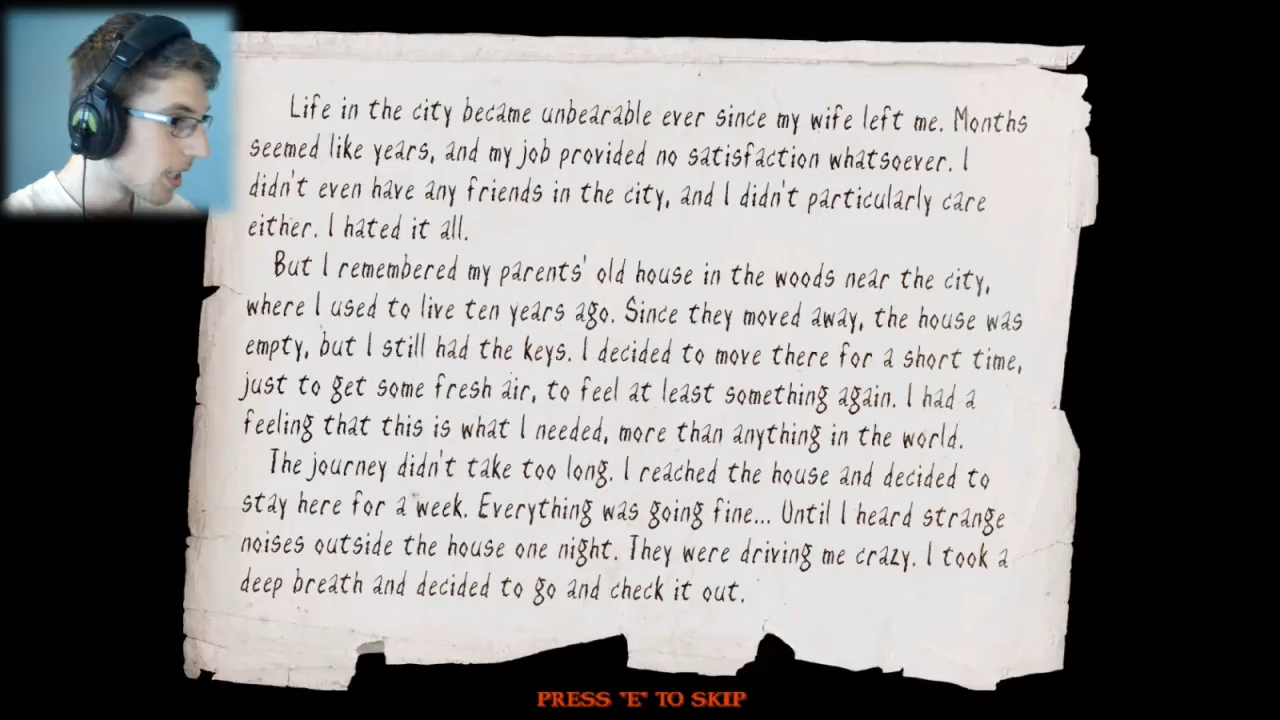 Life in the city became unbearable ever since my wife left me. Months
seemed like years, and my job provided no satisfaction whatsoever. I
didn't even have any friends in the city, and I didn't particularly care
either. I hated it all.
But I remembered my parents' old house in the woods near the city,
where I used to live ten years ago. Since they moved away, the house was
empty, but I still had the keys. I decided to move there for a short time,
just to get some fresh air, to feel at least something again. I had a
feeling that this is what I needed, more than anything in the world.
The journey didn't take too long. I reached the house and decided to
stay here for a week. Everything was going fine... Until I heard strange
noises outside the house one night. They were driving me crazy. I took a
deep breath and decided to go and check it out.
PRESS "E" TO SKIP